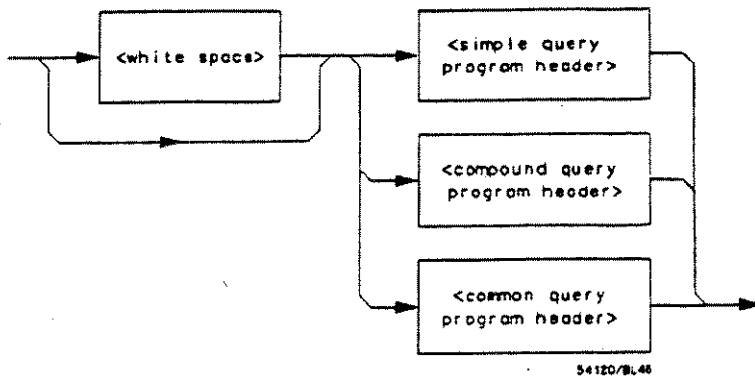 <white space>
<simple query
program header>
<compound query
program header>
<common query
program header>
54120/BL46